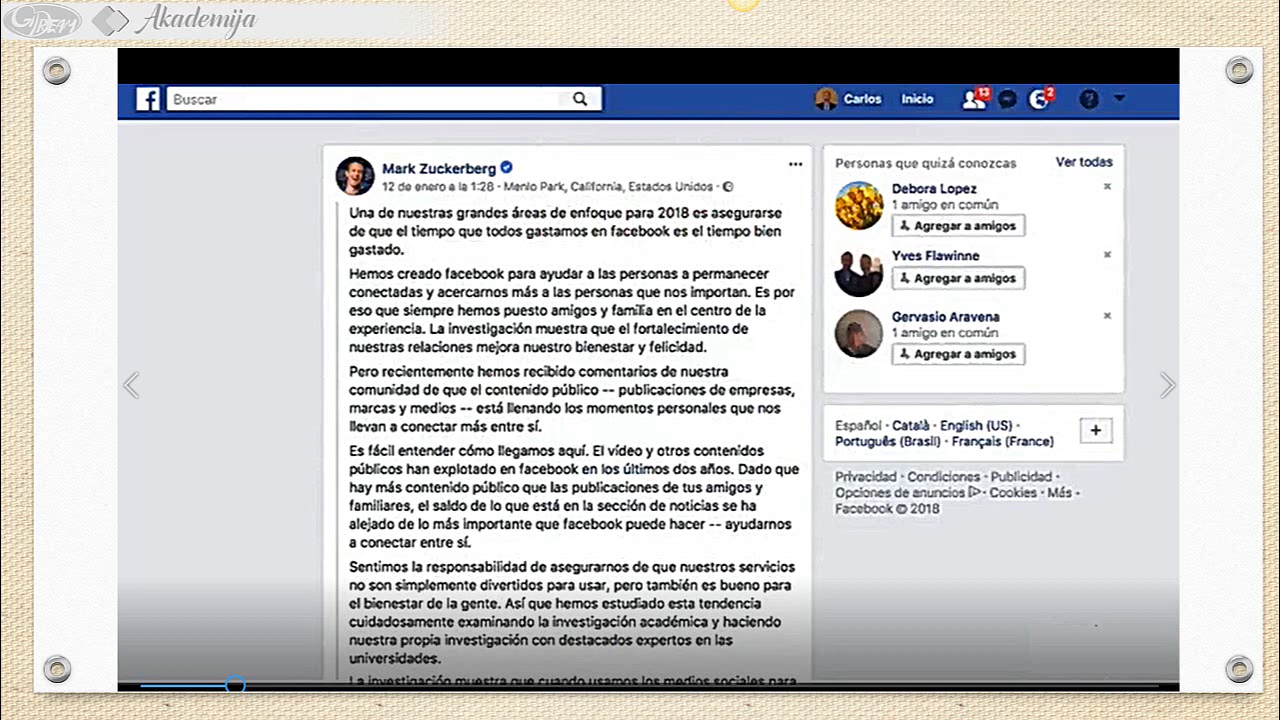 Akademija
Buscar
Carlos
Inicio
13
2
?
Mark Zuckerberg
12 de enero a la 1:28 · Menlo Park, California, Estados Unidos ·
Una de nuestras grandes áreas de enfoque para 2018 es asegurarse
de que el tiempo que todos gastamos en facebook es el tiempo bien
gastado.
Hemos creado facebook para ayudar a las personas a permanecer
conectadas y acercarnos más a las personas que nos importan. Es por
eso que siempre hemos puesto amigos y familia en el centro de la
experiencia. La investigación muestra que el fortalecimiento de
nuestras relaciones mejora nuestro bienestar y felicidad.
Pero recientemente hemos recibido comentarios de nuestra
comunidad de que el contenido público -- publicaciones de empresas,
marcas y medios -- está llenando los momentos personales que nos
llevan a conectar más entre sí.
Es fácil entender cómo llegamos aquí. El vídeo y otros contenidos
públicos han explotado en facebook en los últimos dos años. Dado que
hay más contenido público que las publicaciones de tus amigos y
familiares, el saldo de lo que está en la sección de noticias se ha
alejado de lo más importante que facebook puede hacer -- ayudarnos
a conectar entre sí.
Sentimos la responsabilidad de asegurarnos de que nuestros servicios
no son simplemente divertidos para usar, pero también es bueno para
el bienestar de la gente. Así que hemos estudiado esta tendencia
cuidadosamente examinando la investigación académica y haciendo
nuestra propia investigación con destacados expertos en las
universidades.
La investigación muestra que cuando usamos los medios sociales para
Personas que quizá conozcas
Ver todas
Debora Lopez
1 amigo en común
Agregar a amigos
Yves Flawinne
Agregar a amigos
Gervasio Aravena
1 amigo en común
Agregar a amigos
Español · Català · English (US) ·
Português (Brasil) · Français (France)
Privacidad · Condiciones · Publicidad ·
Opciones de anuncios · Cookies · Más ·
Facebook © 2018